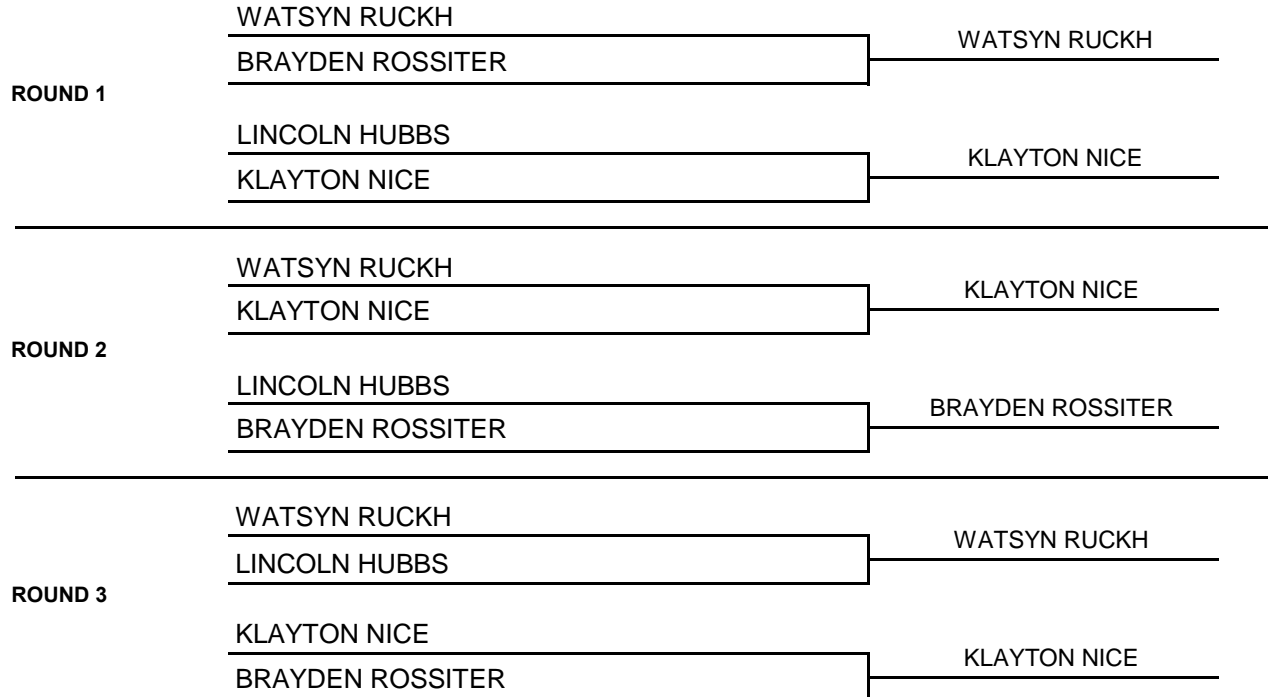 WATSYN RUCKH
WATSYN RUCKH
BRAYDEN ROSSITER
ROUND 1
LINCOLN HUBBS
KLAYTON NICE
KLAYTON NICE
WATSYN RUCKH
KLAYTON NICE
KLAYTON NICE
ROUND 2
LINCOLN HUBBS
BRAYDEN ROSSITER
BRAYDEN ROSSITER
WATSYN RUCKH
WATSYN RUCKH
LINCOLN HUBBS
ROUND 3
KLAYTON NICE
KLAYTON NICE
BRAYDEN ROSSITER